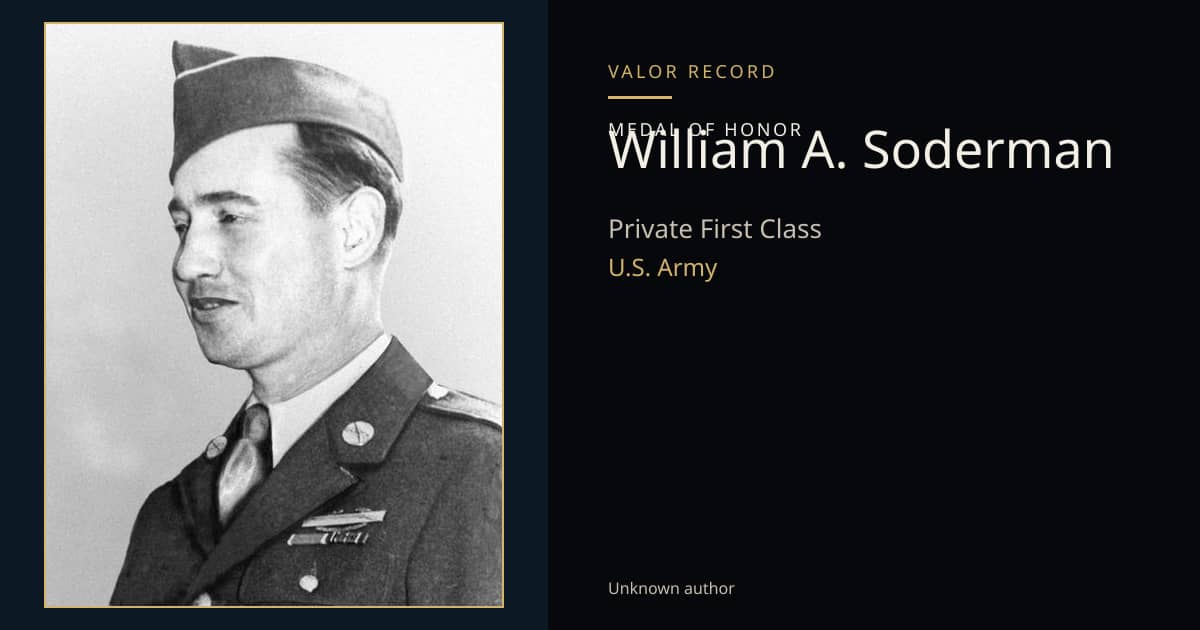 VALOR RECORD
MEDAL OF HONOR
William A. Soderman
Private First Class
U.S. Army
Unknown author